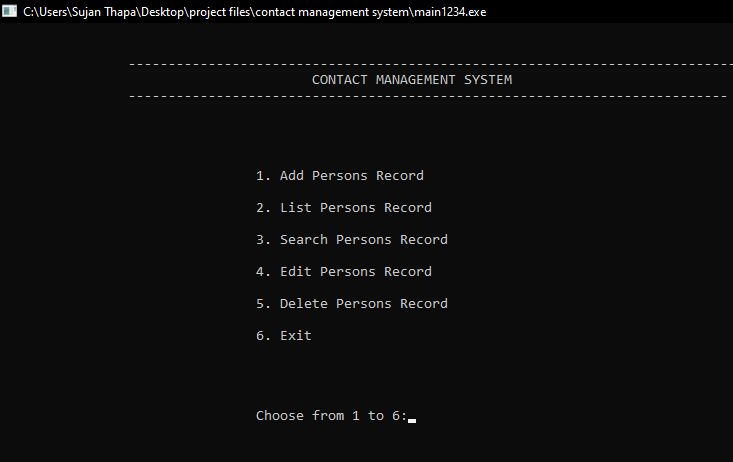 C:\Users\Sujan Thapa\Desktop\project files\contact management system\main1234.exe
----------------------------------------------------------------------------
CONTACT MANAGEMENT SYSTEM
---------------------------------------------------------------------------
1. Add Persons Record
2. List Persons Record
3. Search Persons Record
4. Edit Persons Record
5. Delete Persons Record
6. Exit
Choose from 1 to 6: